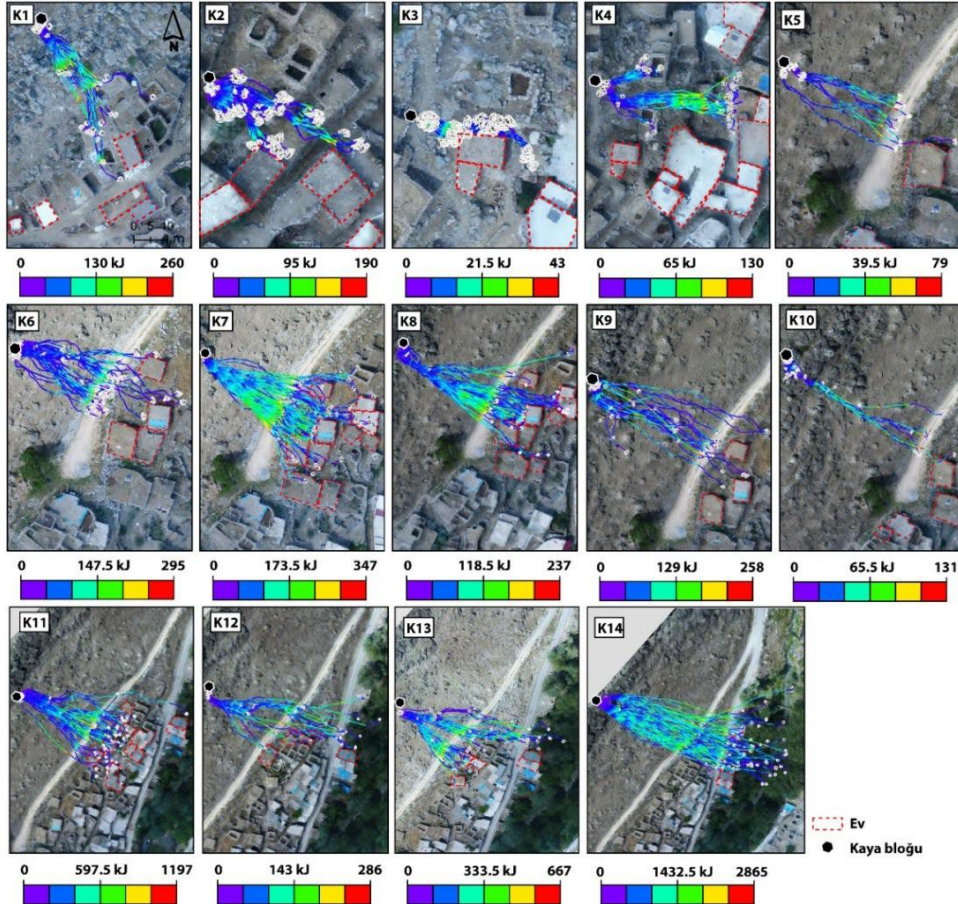 K1
N
0 5 10
m
K2
K3
K4
K5
0 130 kJ 260
0 95 kJ 190
0 21.5 kJ 43
0 65 kJ 130
0 39.5 kJ 79
K6
K7
K8
K9
K10
0 147.5 kJ 295
0 173.5 kJ 347
0 118.5 kJ 237
0 129 kJ 258
0 65.5 kJ 131
K11
K12
K13
K14
Ev
Kaya bloğu
0 597.5 kJ 1197
0 143 kJ 286
0 333.5 kJ 667
0 1432.5 kJ 2865